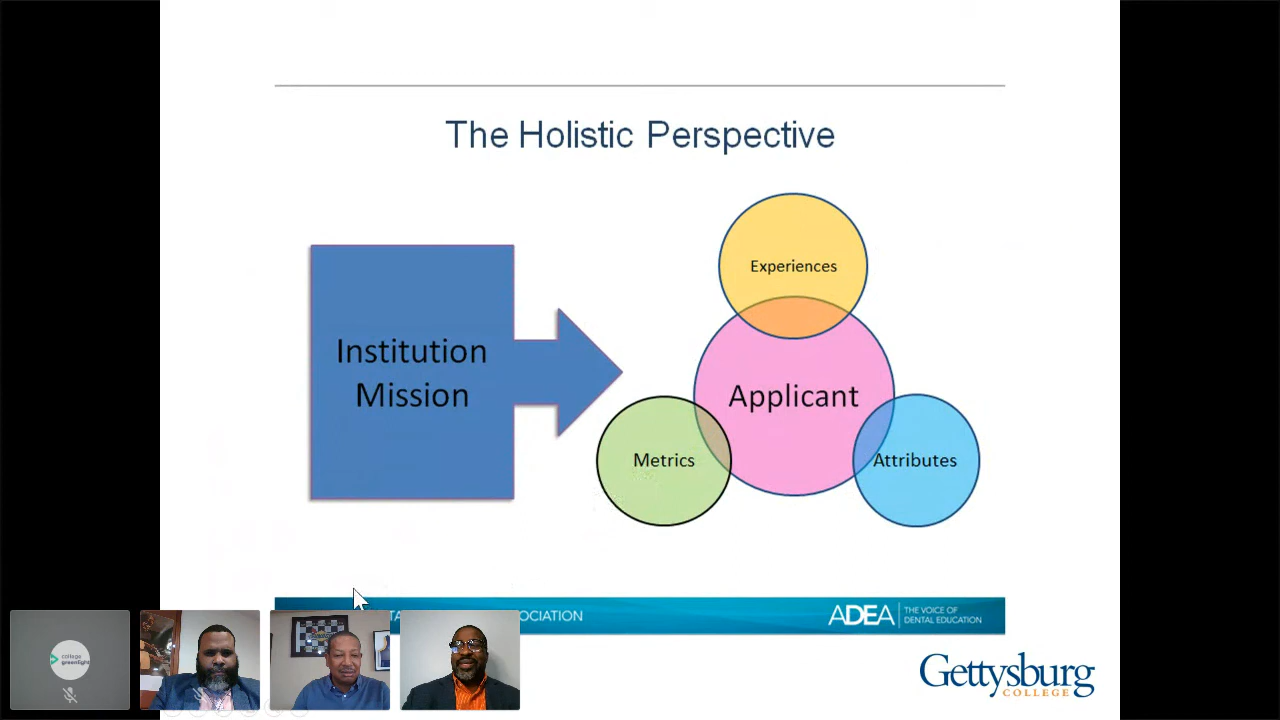 The Holistic Perspective
Experiences
Institution
Mission
Applicant
Metrics
Attributes
OCIATION
ADEA
THE VOICE OF
DENTAL EDUCATION
college
greenlight
Gettysburg
COLLEGE